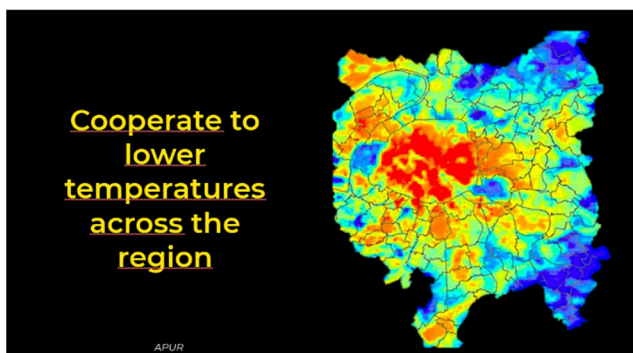 Cooperate to
lower
temperatures
across the
region
APUR